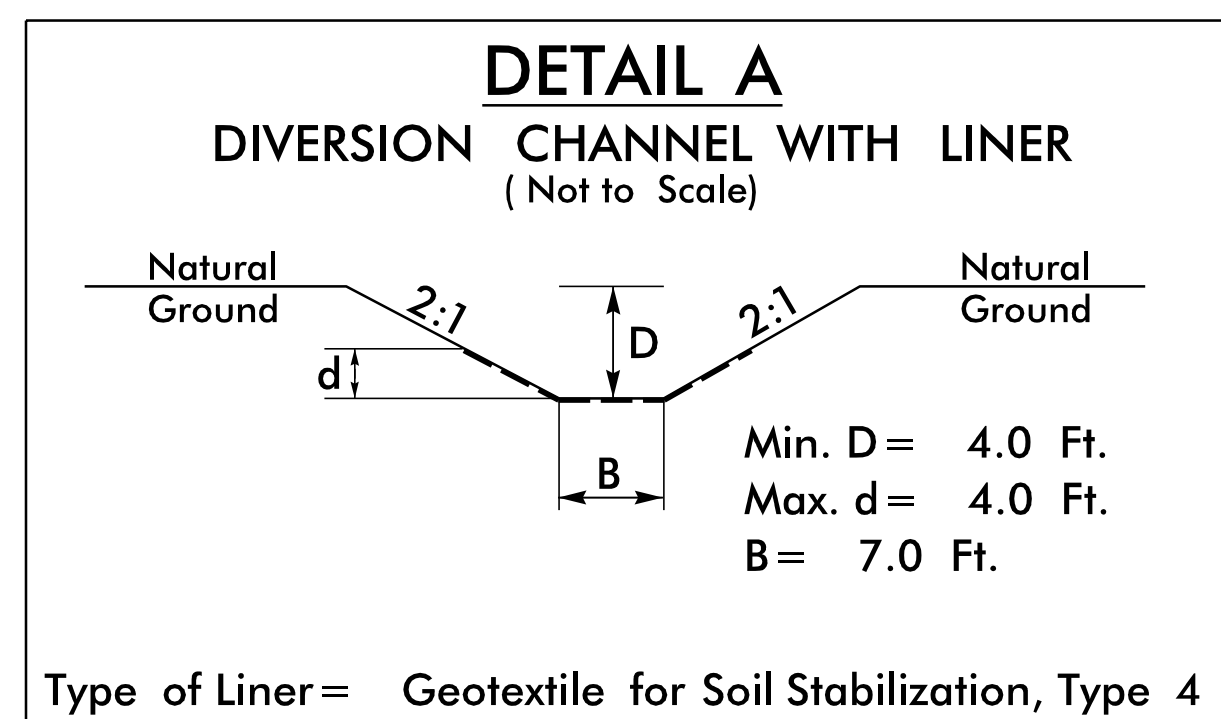 DETAIL A
DIVERSION CHANNEL WITH LINER
( Not to Scale)
Natural
Ground
2:1
D
2:1
Natural
Ground
d
B
Min. D= 4.0 Ft.
Max. d= 4.0 Ft.
B= 7.0 Ft.
Type of Liner= Geotextile for Soil Stabilization, Type 4